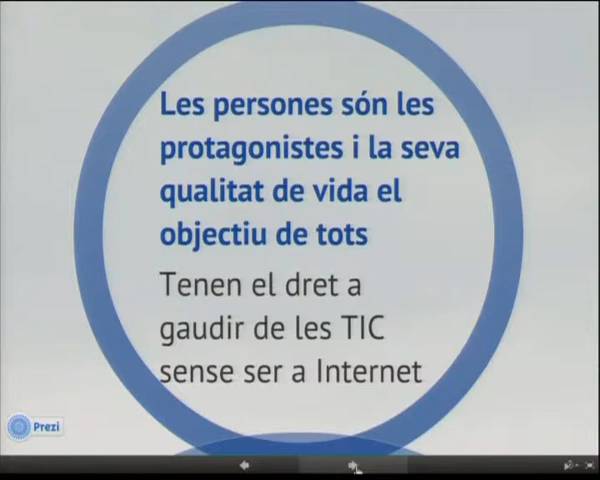 Les persones són les
protagonistes i la seva
qualitat de vida el
objectiu de tots
Tenen el dret a
gaudir de les TIC
sense ser a Internet
Prezi